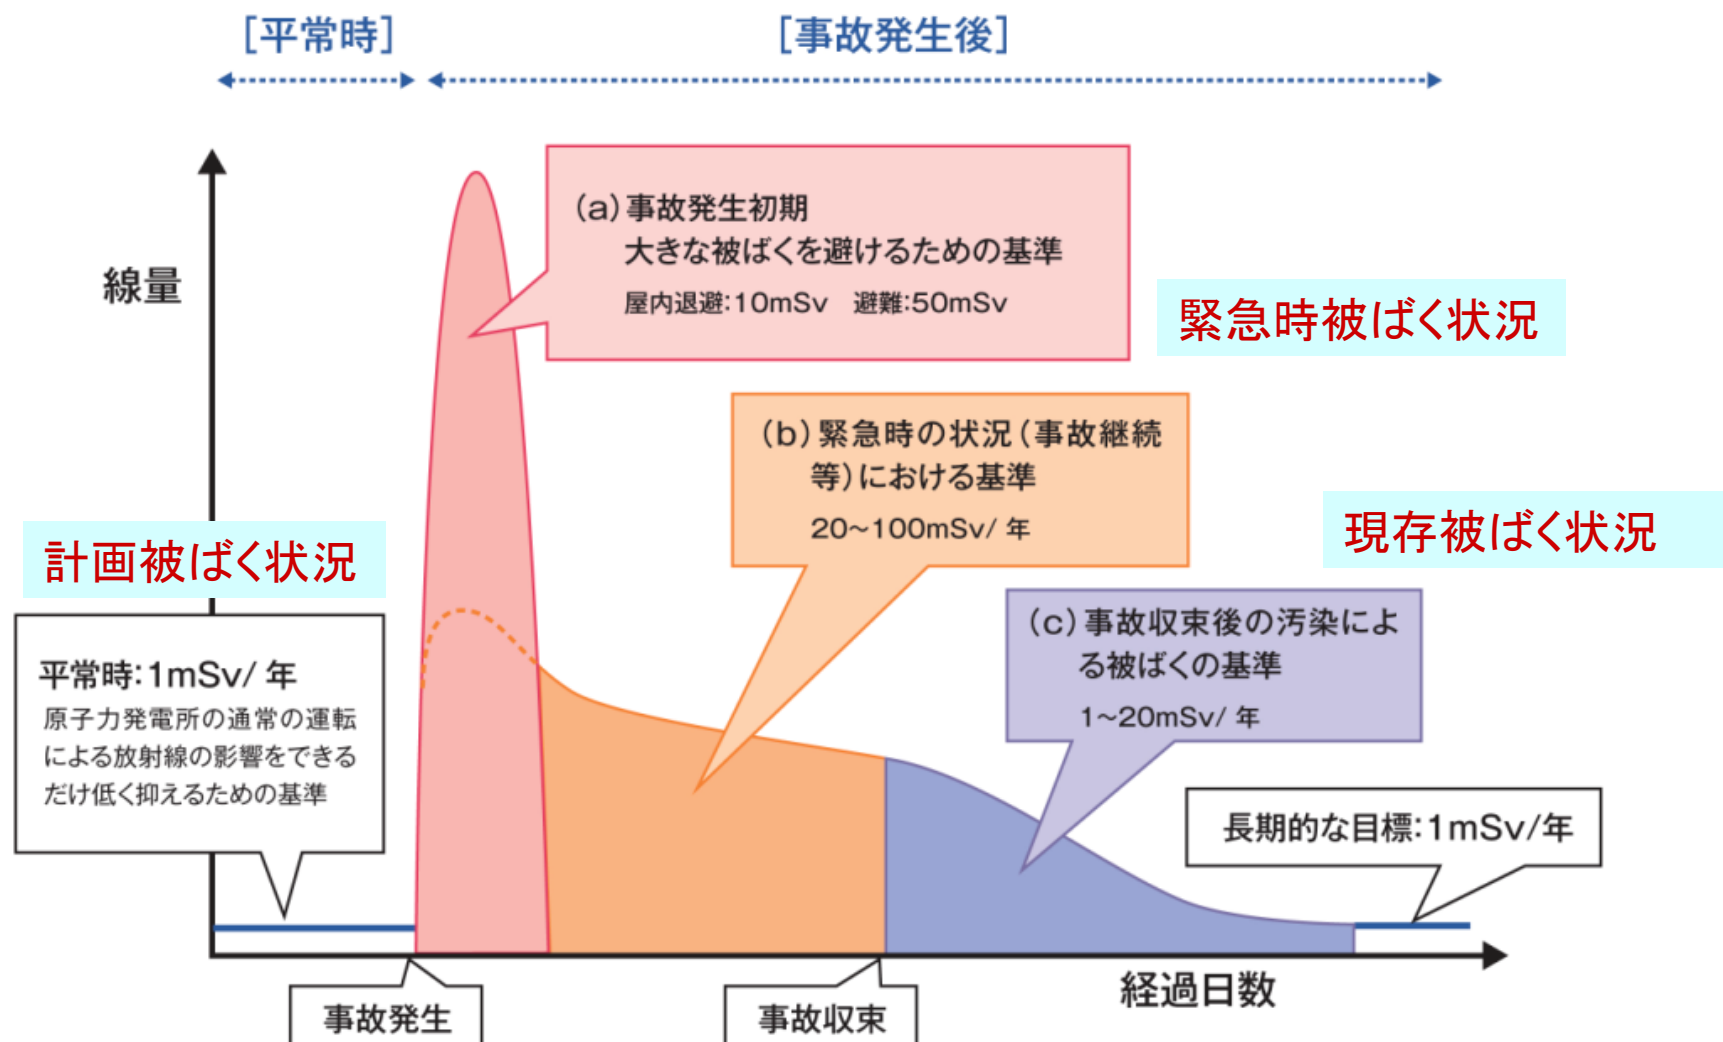 [平常時]
[事故発生後]
線量
(a)事故発生初期
大きな被ばくを避けるための基準
屋内退避:10mSv 避難:50mSv
緊急時被ばく状況
(b)緊急時の状況(事故継続
等)における基準
20~100mSv/ 年
現存被ばく状況
計画被ばく状況
(c)事故収束後の汚染によ
る被ばくの基準
1~20mSv/ 年
平常時:1mSv/ 年
原子力発電所の通常の運転
による放射線の影響をできる
だけ低く抑えるための基準
長期的な目標:1mSv/年
経過日数
事故発生
事故収束